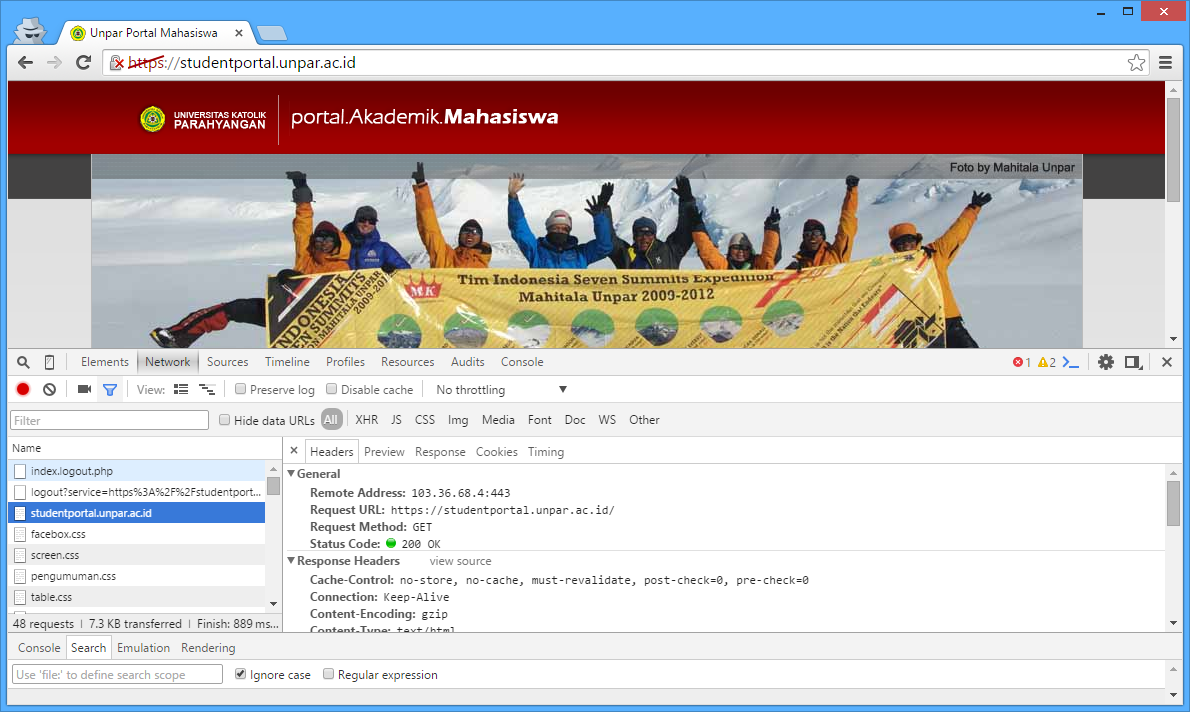 Unpar Portal Mahasiswa
https://studentportal.unpar.ac.id
UNIVERSITAS KATOLIK
PARAHYANGAN
portal.Akademik.Mahasiswa
Foto by Mahitala Unpar
Tim Indonesia Seven Summits Expedition
Mahitala Unpar 2009-2012
MK
INDONESIA
SEVEN SUMMITS
MAHITALA UNPAR
2009-2012
Elements Network Sources Timeline Profiles Resources Audits Console 1 2
View: Preserve log Disable cache No throttling
Filter Hide data URLs All XHR JS CSS Img Media Font Doc WS Other
Name
index.logout.php
logout?service=https%3A%2F%2Fstudentport...
studentportal.unpar.ac.id
facebox.css
screen.css
pengumuman.css
table.css
48 requests | 7.3 KB transferred | Finish: 889 ms...
Headers Preview Response Cookies Timing
General
Remote Address: 103.36.68.4:443
Request URL: https://studentportal.unpar.ac.id/
Request Method: GET
Status Code: 200 OK
Response Headers view source
Cache-Control: no-store, no-cache, must-revalidate, post-check=0, pre-check=0
Connection: Keep-Alive
Content-Encoding: gzip
Content-Type: text/html
Console Search Emulation Rendering
Use 'file:' to define search scope Ignore case Regular expression